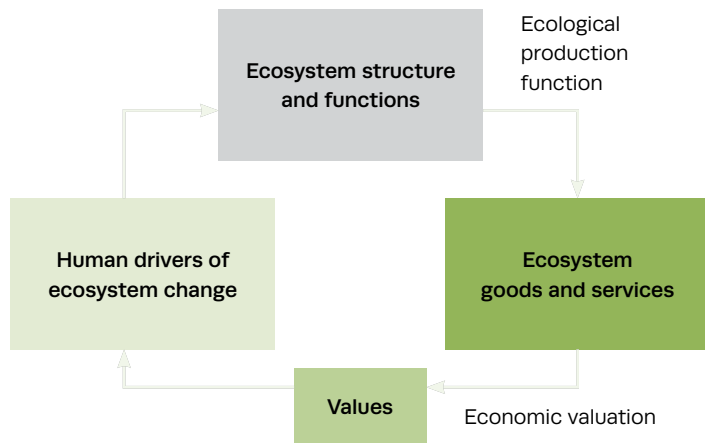 Ecosystem structure
and functions
Ecological
production
function
Human drivers of
ecosystem change
Ecosystem
goods and services
Values
Economic valuation